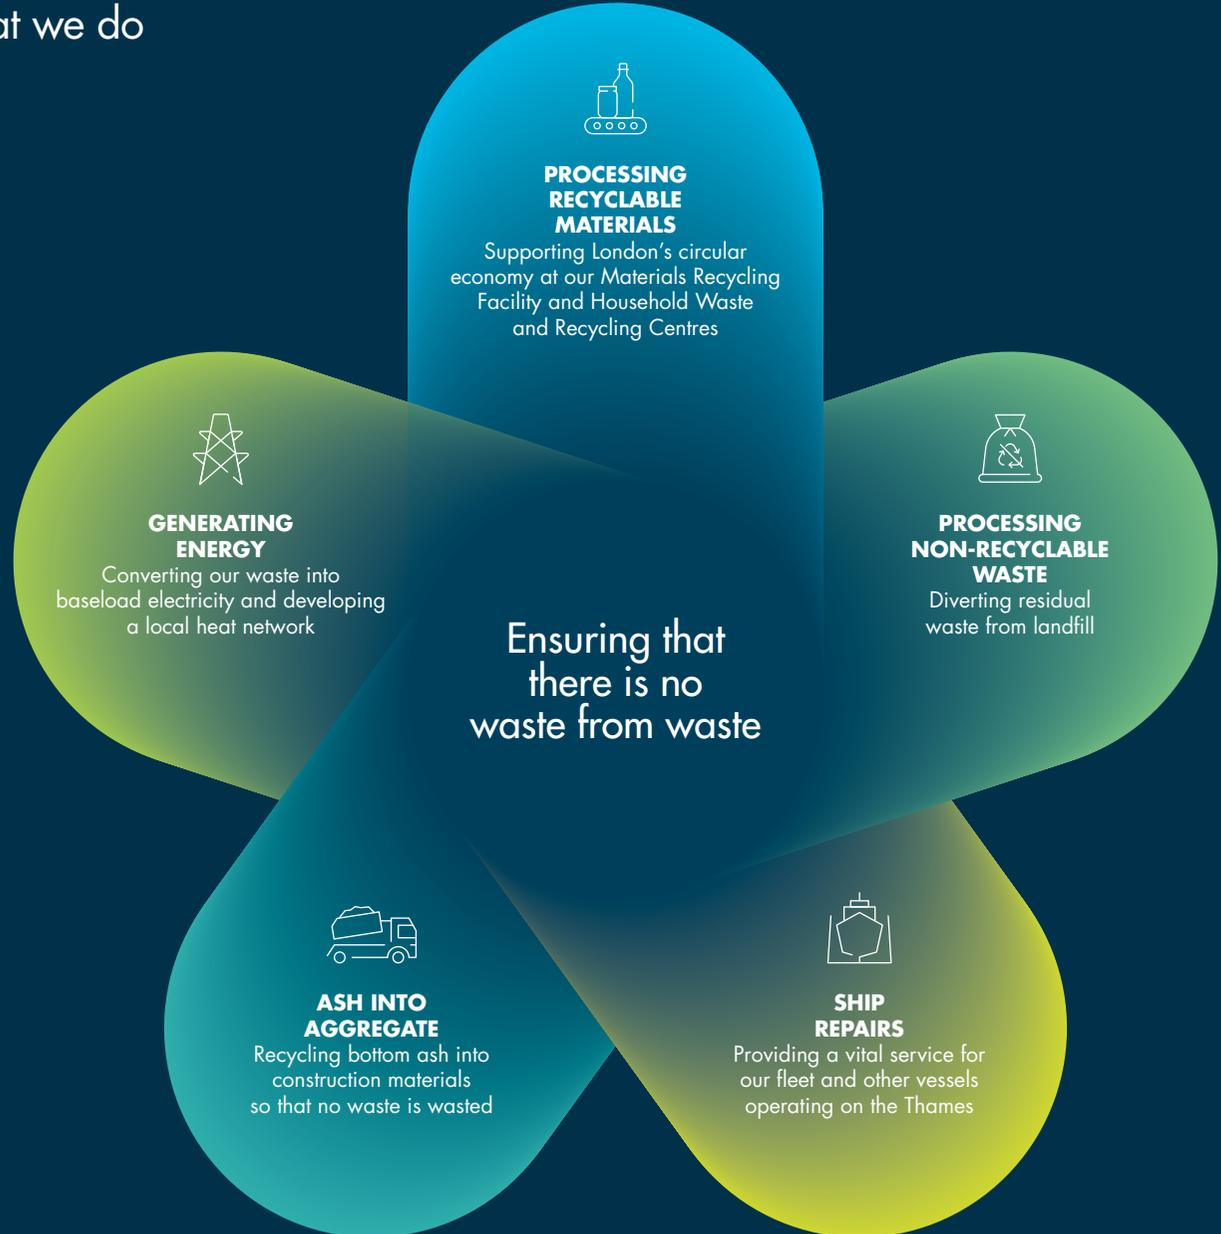 at we do
PROCESSING
RECYCLABLE
MATERIALS
Supporting London’s circular
economy at our Materials Recycling
Facility and Household Waste
and Recycling Centres
GENERATING
ENERGY
Converting our waste into
baseload electricity and developing
a local heat network
PROCESSING
NON-RECYCLABLE
WASTE
Diverting residual
waste from landfill
Ensuring that
there is no
waste from waste
ASH INTO
AGGREGATE
Recycling bottom ash into
construction materials
so that no waste is wasted
SHIP
REPAIRS
Providing a vital service for
our fleet and other vessels
operating on the Thames